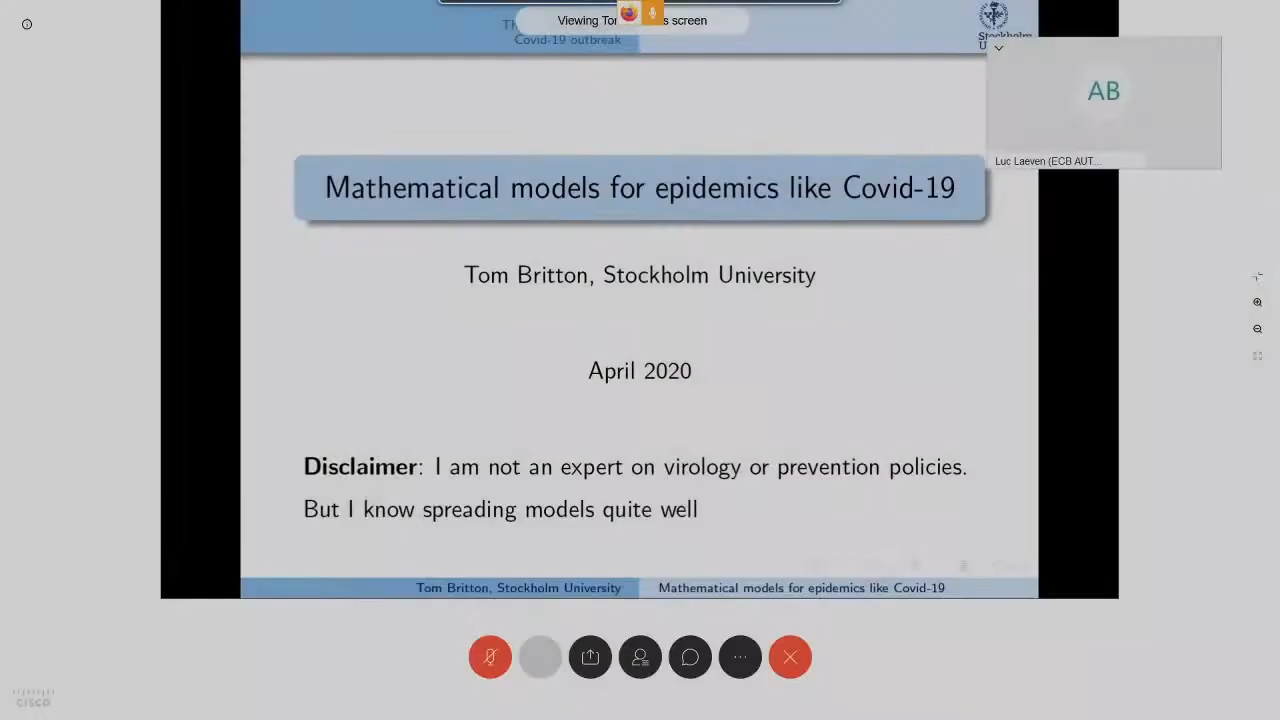 Viewing Tor
s screen
Covid-19 outbreak
Stockholm
AB
Luc Laeven (ECB AUT...
Mathematical models for epidemics like Covid-19
Tom Britton, Stockholm University
April 2020
Disclaimer: I am not an expert on virology or prevention policies.
But I know spreading models quite well
Tom Britton, Stockholm University
Mathematical models for epidemics like Covid-19
cisco